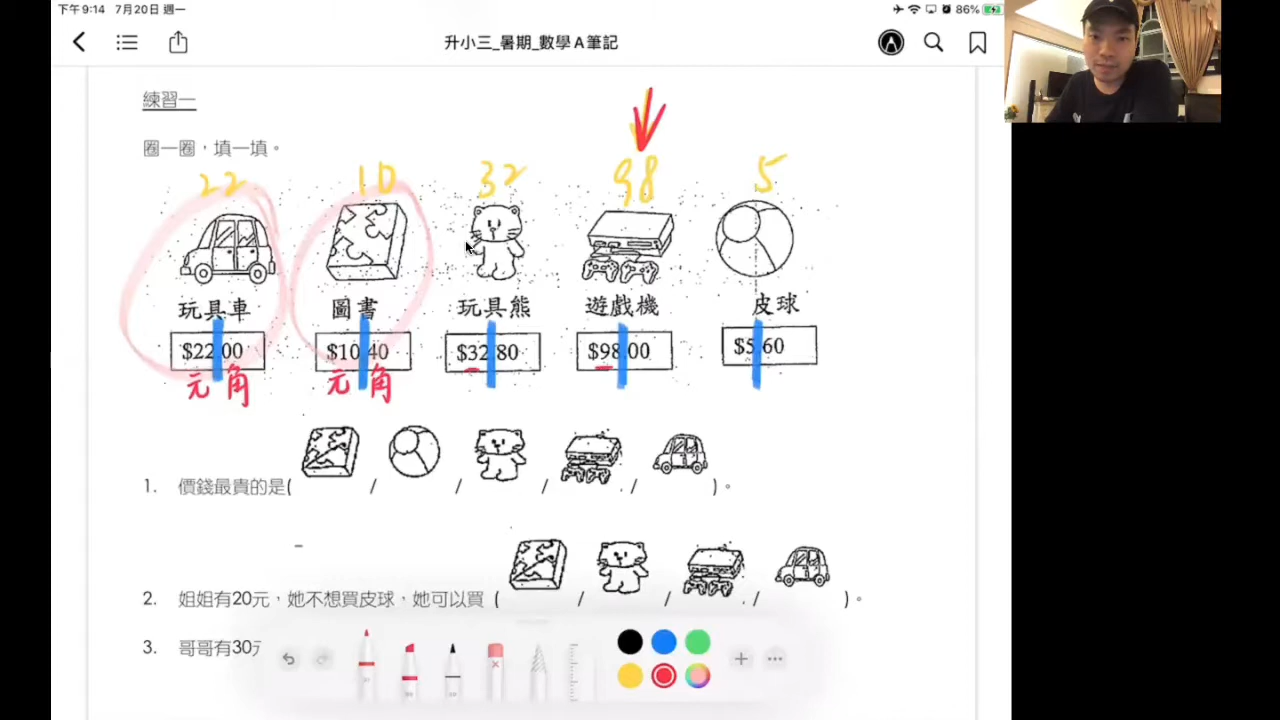 下午9:14 7月20日 週一 86%
升小三_暑期_數學A筆記
練習一
圈一圈，填一填。
22 10 32 98 5
玩具車 圖書 玩具熊 遊戲機 皮球
$22.00 $10.40 $32.80 $98.00 $5.60
元 角 元 角
1. 價錢最貴的是( / / / / )。
2. 姐姐有20元，她不想買皮球，她可以買 ( / / / )。
3. 哥哥有30元